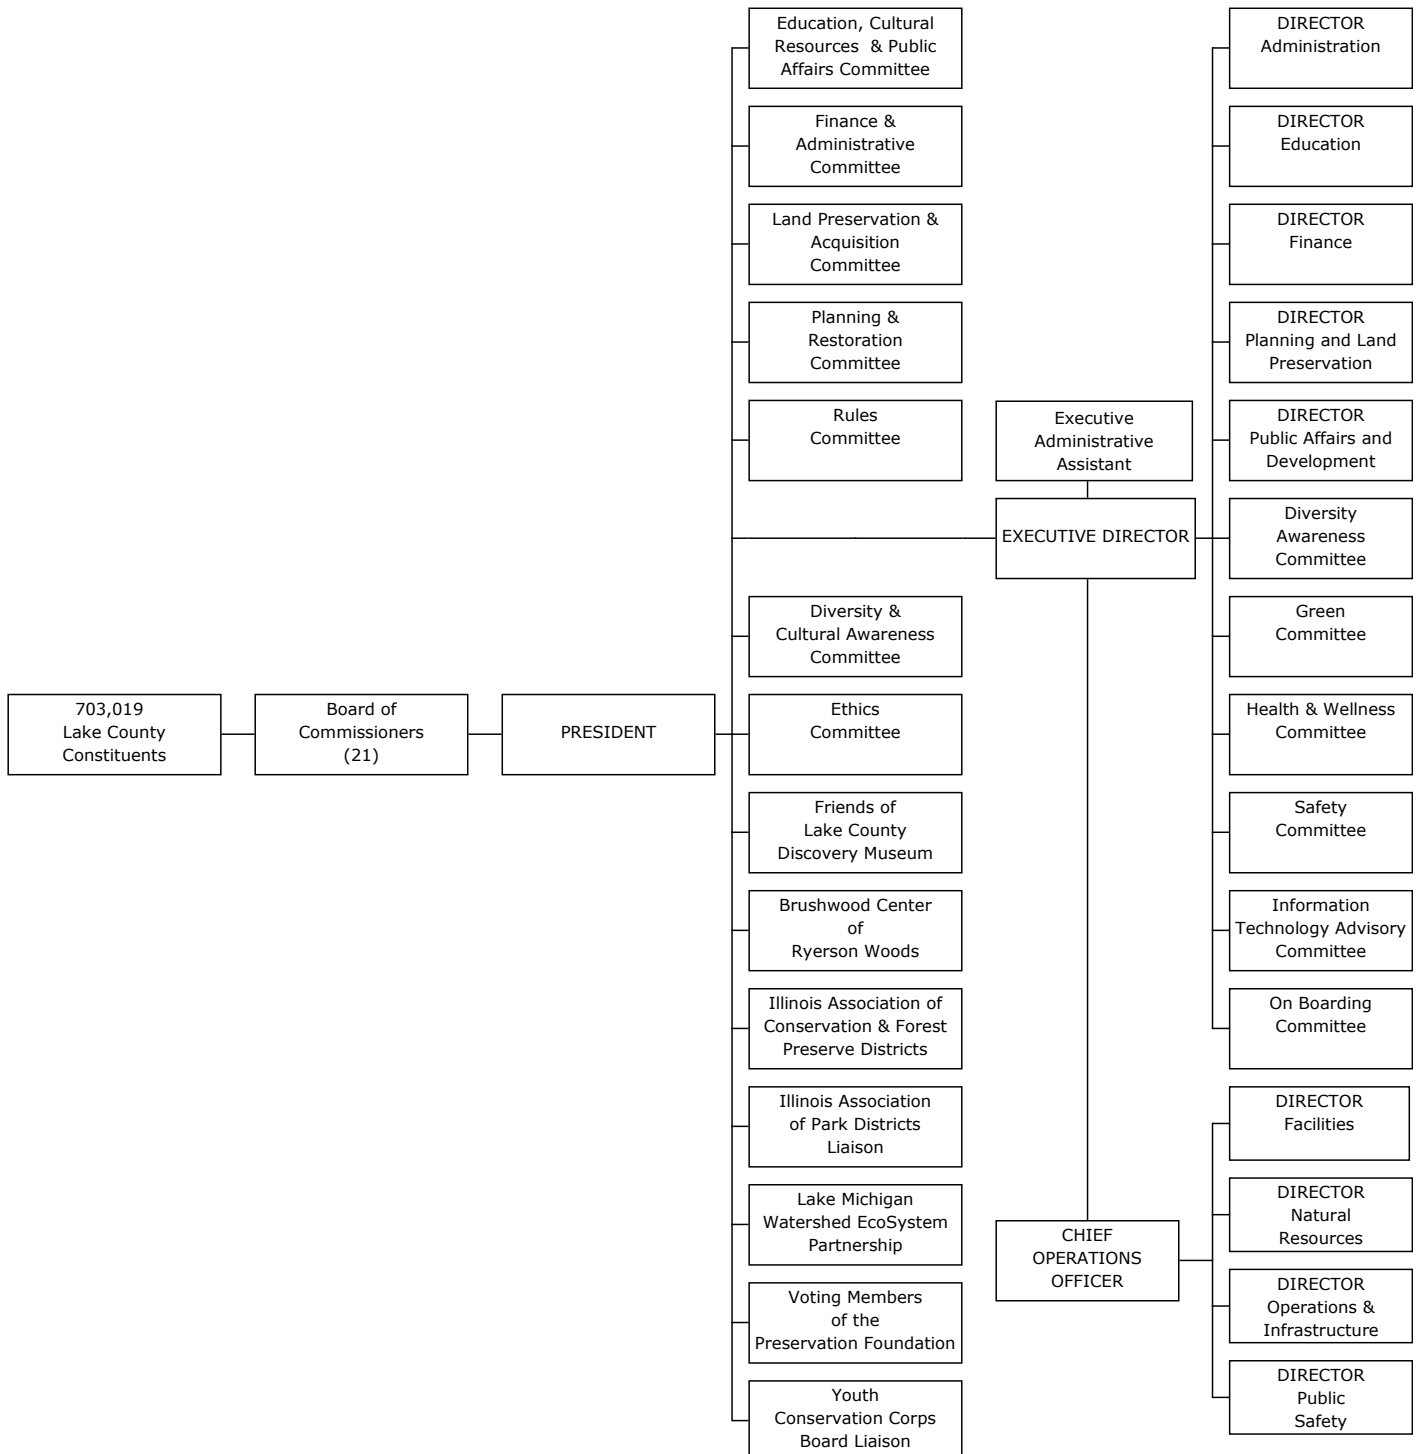 703,019
Lake County
Constituents
Board of
Commissioners
(21)
PRESIDENT
Education, Cultural
Resources & Public
Affairs Committee
Finance &
Administrative
Committee
Land Preservation &
Acquisition
Committee
Planning &
Restoration
Committee
Rules
Committee
Diversity &
Cultural Awareness
Committee
Ethics
Committee
Friends of
Lake County
Discovery Museum
Brushwood Center
of
Ryerson Woods
Illinois Association of
Conservation & Forest
Preserve Districts
Illinois Association
of Park Districts
Liaison
Lake Michigan
Watershed EcoSystem
Partnership
Voting Members
of the
Preservation Foundation
Youth
Conservation Corps
Board Liaison
Executive
Administrative
Assistant
EXECUTIVE DIRECTOR
CHIEF
OPERATIONS
OFFICER
DIRECTOR
Administration
DIRECTOR
Education
DIRECTOR
Finance
DIRECTOR
Planning and Land
Preservation
DIRECTOR
Public Affairs and
Development
Diversity
Awareness
Committee
Green
Committee
Health & Wellness
Committee
Safety
Committee
Information
Technology Advisory
Committee
On Boarding
Committee
DIRECTOR
Facilities
DIRECTOR
Natural
Resources
DIRECTOR
Operations &
Infrastructure
DIRECTOR
Public
Safety